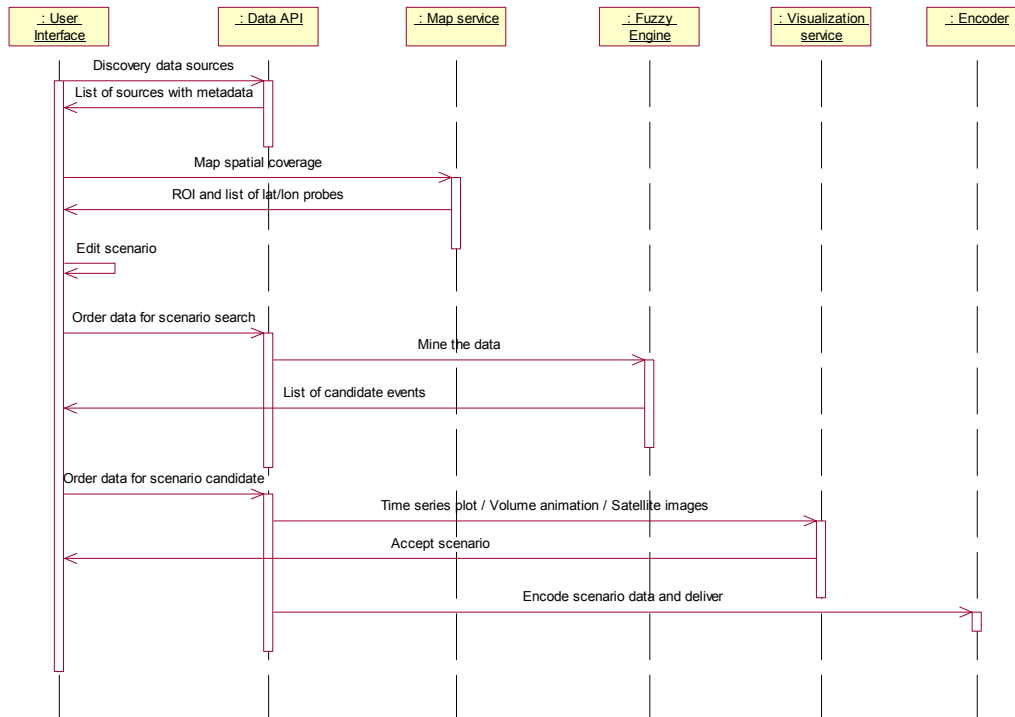 : User
Interface
: Data API
: Map service
: Fuzzy
Engine
: Visualization
service
: Encoder
Discovery data sources
List of sources with metadata
Map spatial coverage
ROI and list of lat/lon probes
Edit scenario
Order data for scenario search
Mine the data
List of candidate events
Order data for scenario candidate
Time series plot / Volume animation / Satellite images
Accept scenario
Encode scenario data and deliver